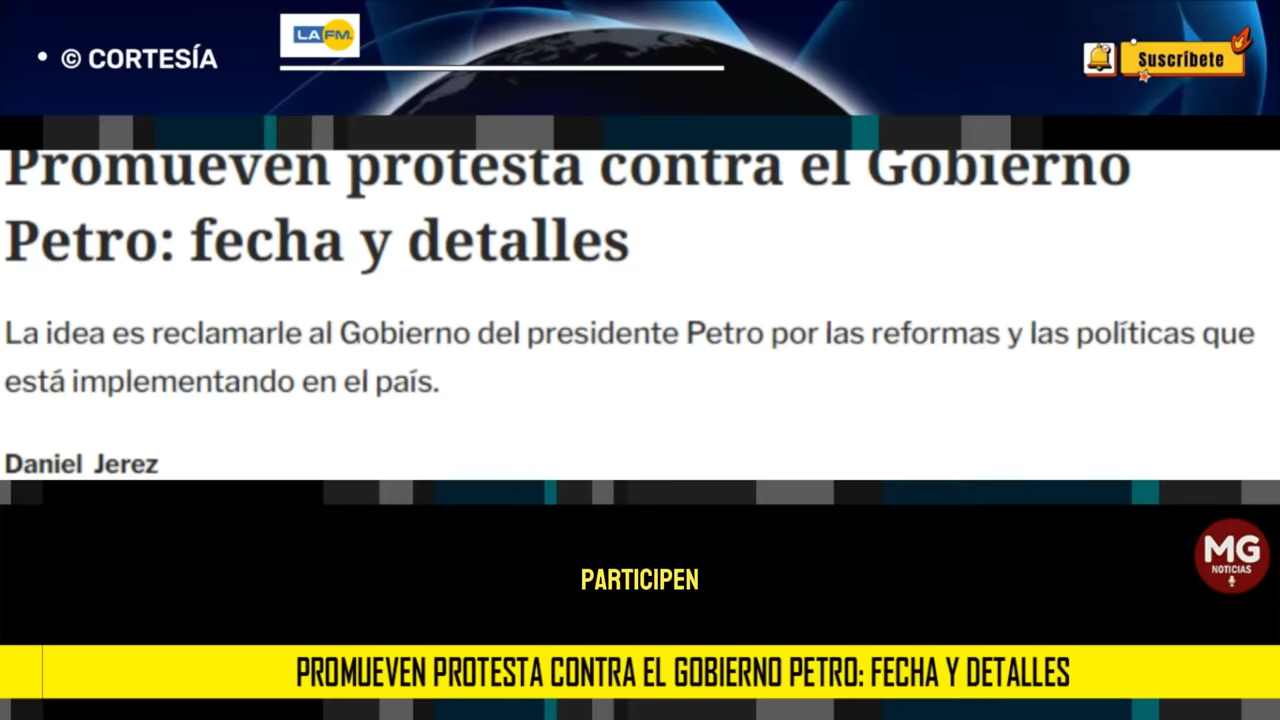 • © CORTESÍA
LA FM.
Suscríbete
Promueven protesta contra el Gobierno
Petro: fecha y detalles
La idea es reclamarle al Gobierno del presidente Petro por las reformas y las políticas que
está implementando en el país.
Daniel Jerez
MG
NOTICIAS
PARTICIPEN
PROMUEVEN PROTESTA CONTRA EL GOBIERNO PETRO: FECHA Y DETALLES